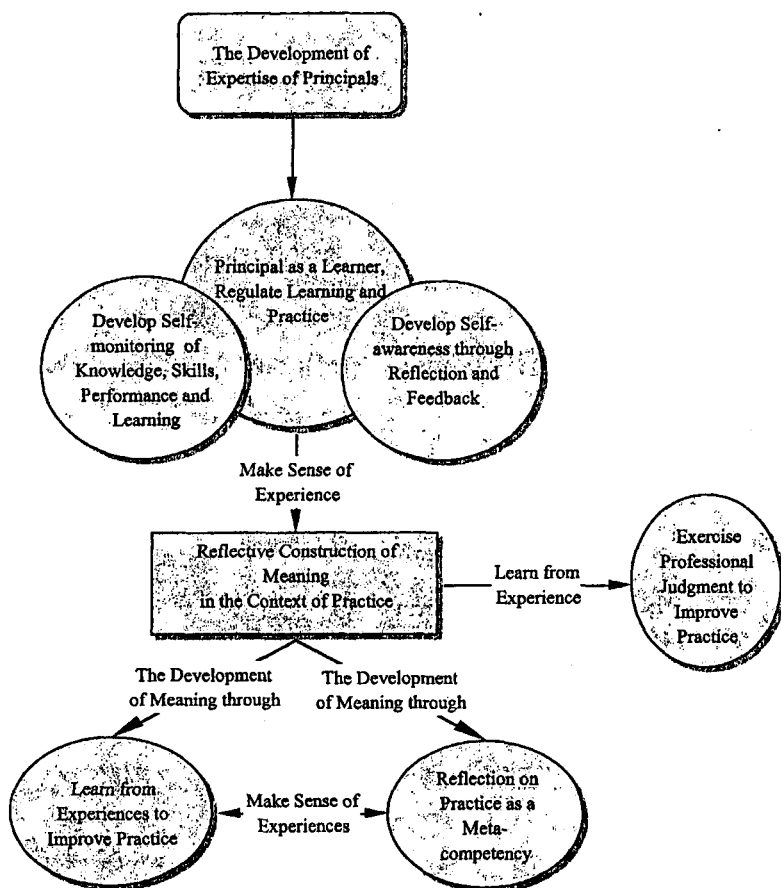 The Development of
Expertise of Principals
Principal as a Learner,
Regulate Learning and
Practice
Develop Self-
monitoring of
Knowledge, Skills,
Performance and
Learning
Develop Self-
awareness through
Reflection and
Feedback
Make Sense of
Experience
Reflective Construction of
Meaning
in the Context of Practice
Learn from
Experience
Exercise
Professional
Judgment to
Improve
Practice
The Development
of Meaning through
The Development
of Meaning through
Learn from
Experiences to
Improve Practice
Make Sense of
Experiences
Reflection on
Practice as a
Meta-
competency